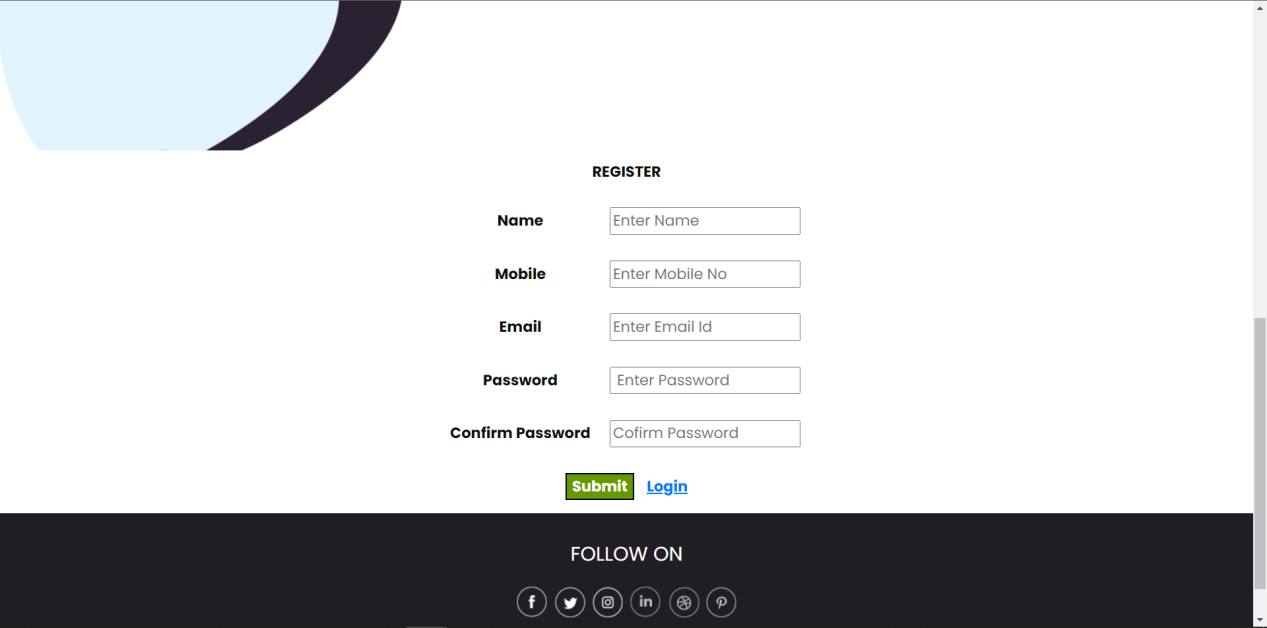 REGISTER
Name Enter Name
Mobile Enter Mobile No
Email Enter Email Id
Password Enter Password
Confirm Password Cofirm Password
Submit Login
FOLLOW ON